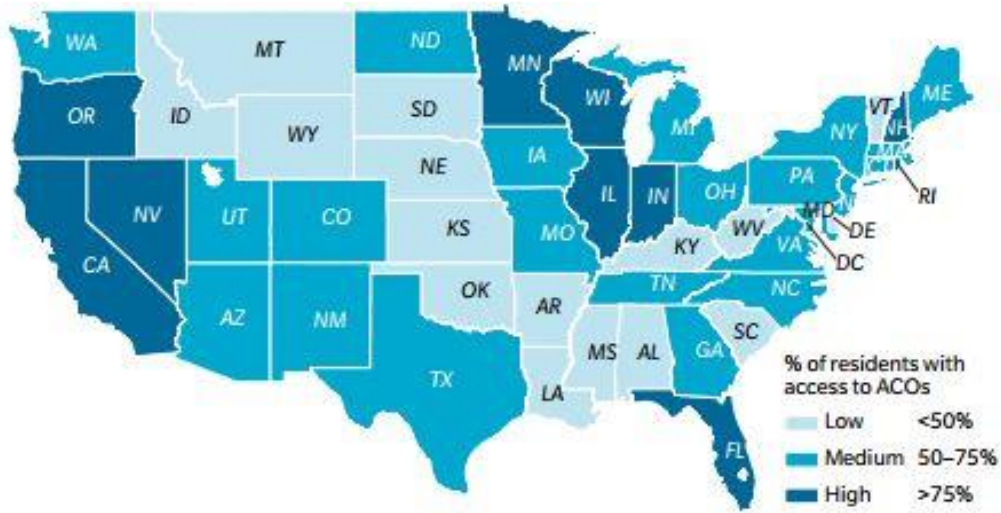 WA
MT
ND
MN
OR
ID
SD
WI
MI
VT
ME
WY
NH
NY
MA
IA
NE
CT
RI
NV
UT
CO
IL
IN
OH
PA
NJ
CA
KS
MO
WV
MD
DE
KY
VA
DC
AZ
NM
OK
AR
TN
NC
TX
MS
AL
GA
SC
LA
FL
% of residents with
access to ACOs
Low <50%
Medium 50–75%
High >75%